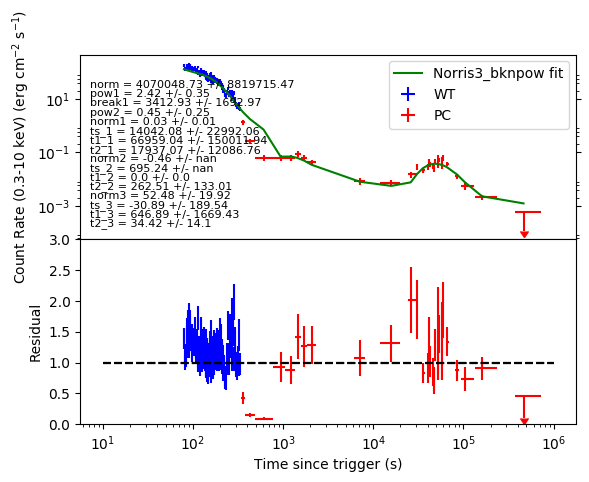 Count Rate (0.3-10 keV) (erg cm⁻² s⁻¹)
10¹
10⁻¹
10⁻³
norm = 4070048.73 +/- 8819715.47
pow1 = 2.42 +/- 0.35
break1 = 3412.93 +/- 1692.97
pow2 = 0.45 +/- 0.25
norm1 = 0.03 +/- 0.01
ts_1 = 14042.08 +/- 22992.06
t1_1 = 66959.04 +/- 150011.94
t2_1 = 17937.07 +/- 12086.76
norm2 = -0.46 +/- nan
ts_2 = 695.24 +/- nan
t1_2 = 0.0 +/- 0.0
t2_2 = 262.51 +/- 133.01
norm3 = 52.48 +/- 19.92
ts_3 = -30.89 +/- 189.54
t1_3 = 646.89 +/- 1669.43
t2_3 = 34.42 +/- 14.1
Norris3_bknpow fit
WT
PC
Residual
3.0
2.5
2.0
1.5
1.0
0.5
0.0
10¹ 10² 10³ 10⁴ 10⁵ 10⁶
Time since trigger (s)